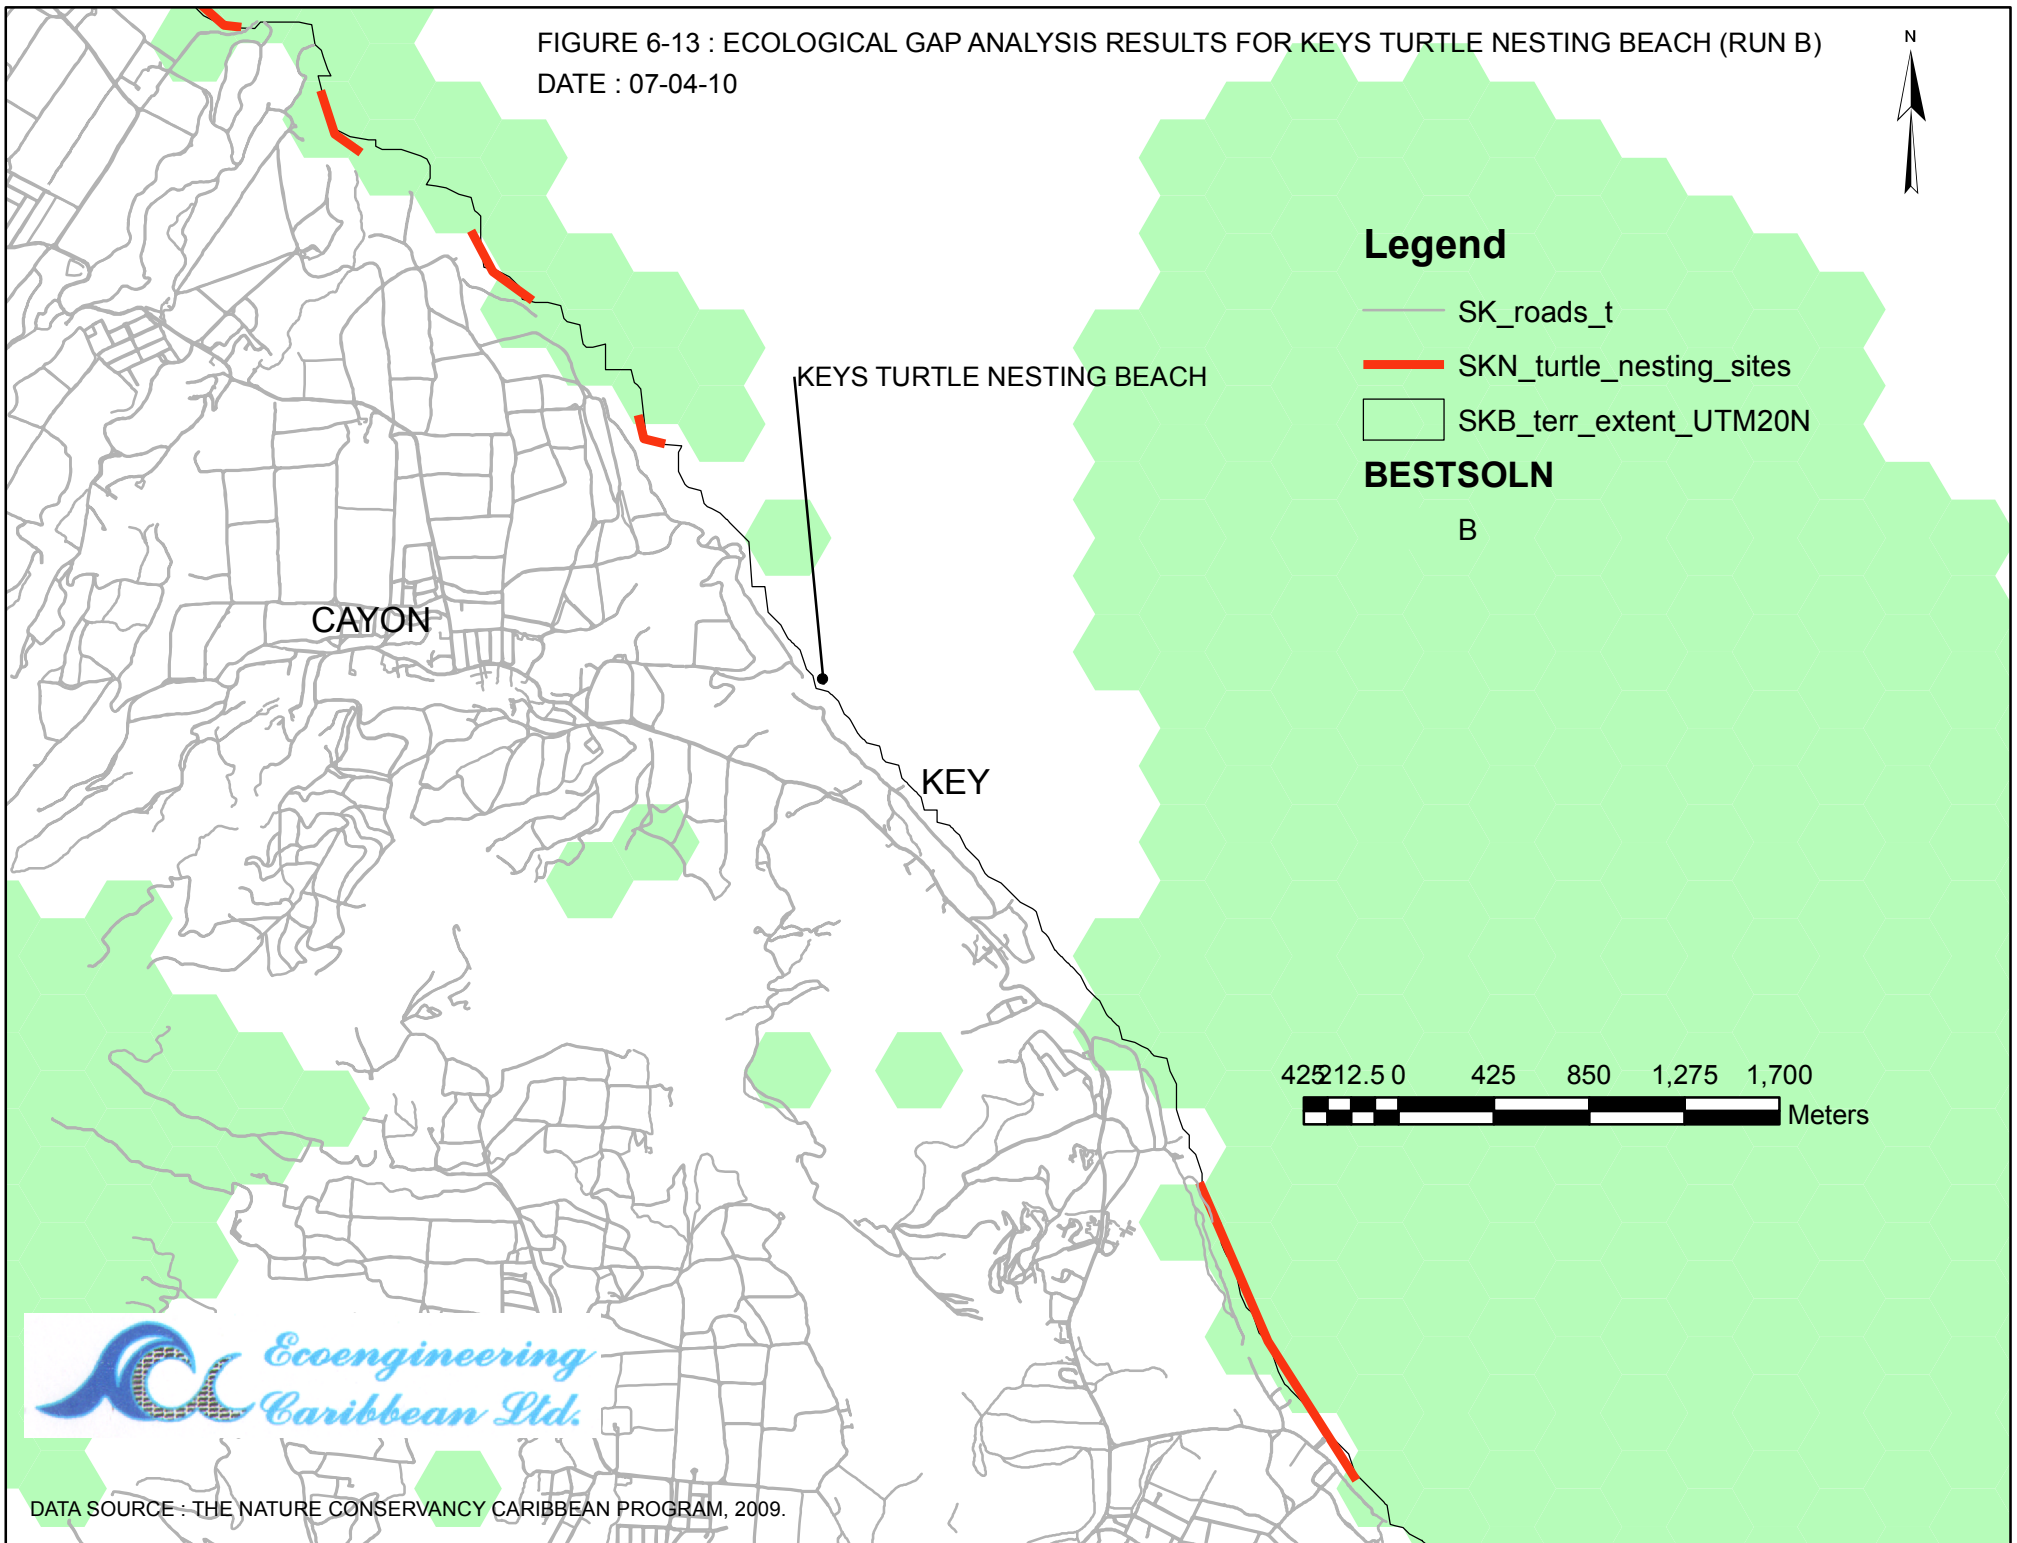 FIGURE 6-13 : ECOLOGICAL GAP ANALYSIS RESULTS FOR KEYS TURTLE NESTING BEACH (RUN B)
DATE : 07-04-10
N
Legend
SK_roads_t
SKN_turtle_nesting_sites
SKB_terr_extent_UTM20N
BESTSOLN
B
KEYS TURTLE NESTING BEACH
CAYON
KEY
425 212.5 0 425 850 1,275 1,700
Meters
Ecoengineering
Caribbean Ltd.
DATA SOURCE : THE NATURE CONSERVANCY CARIBBEAN PROGRAM, 2009.